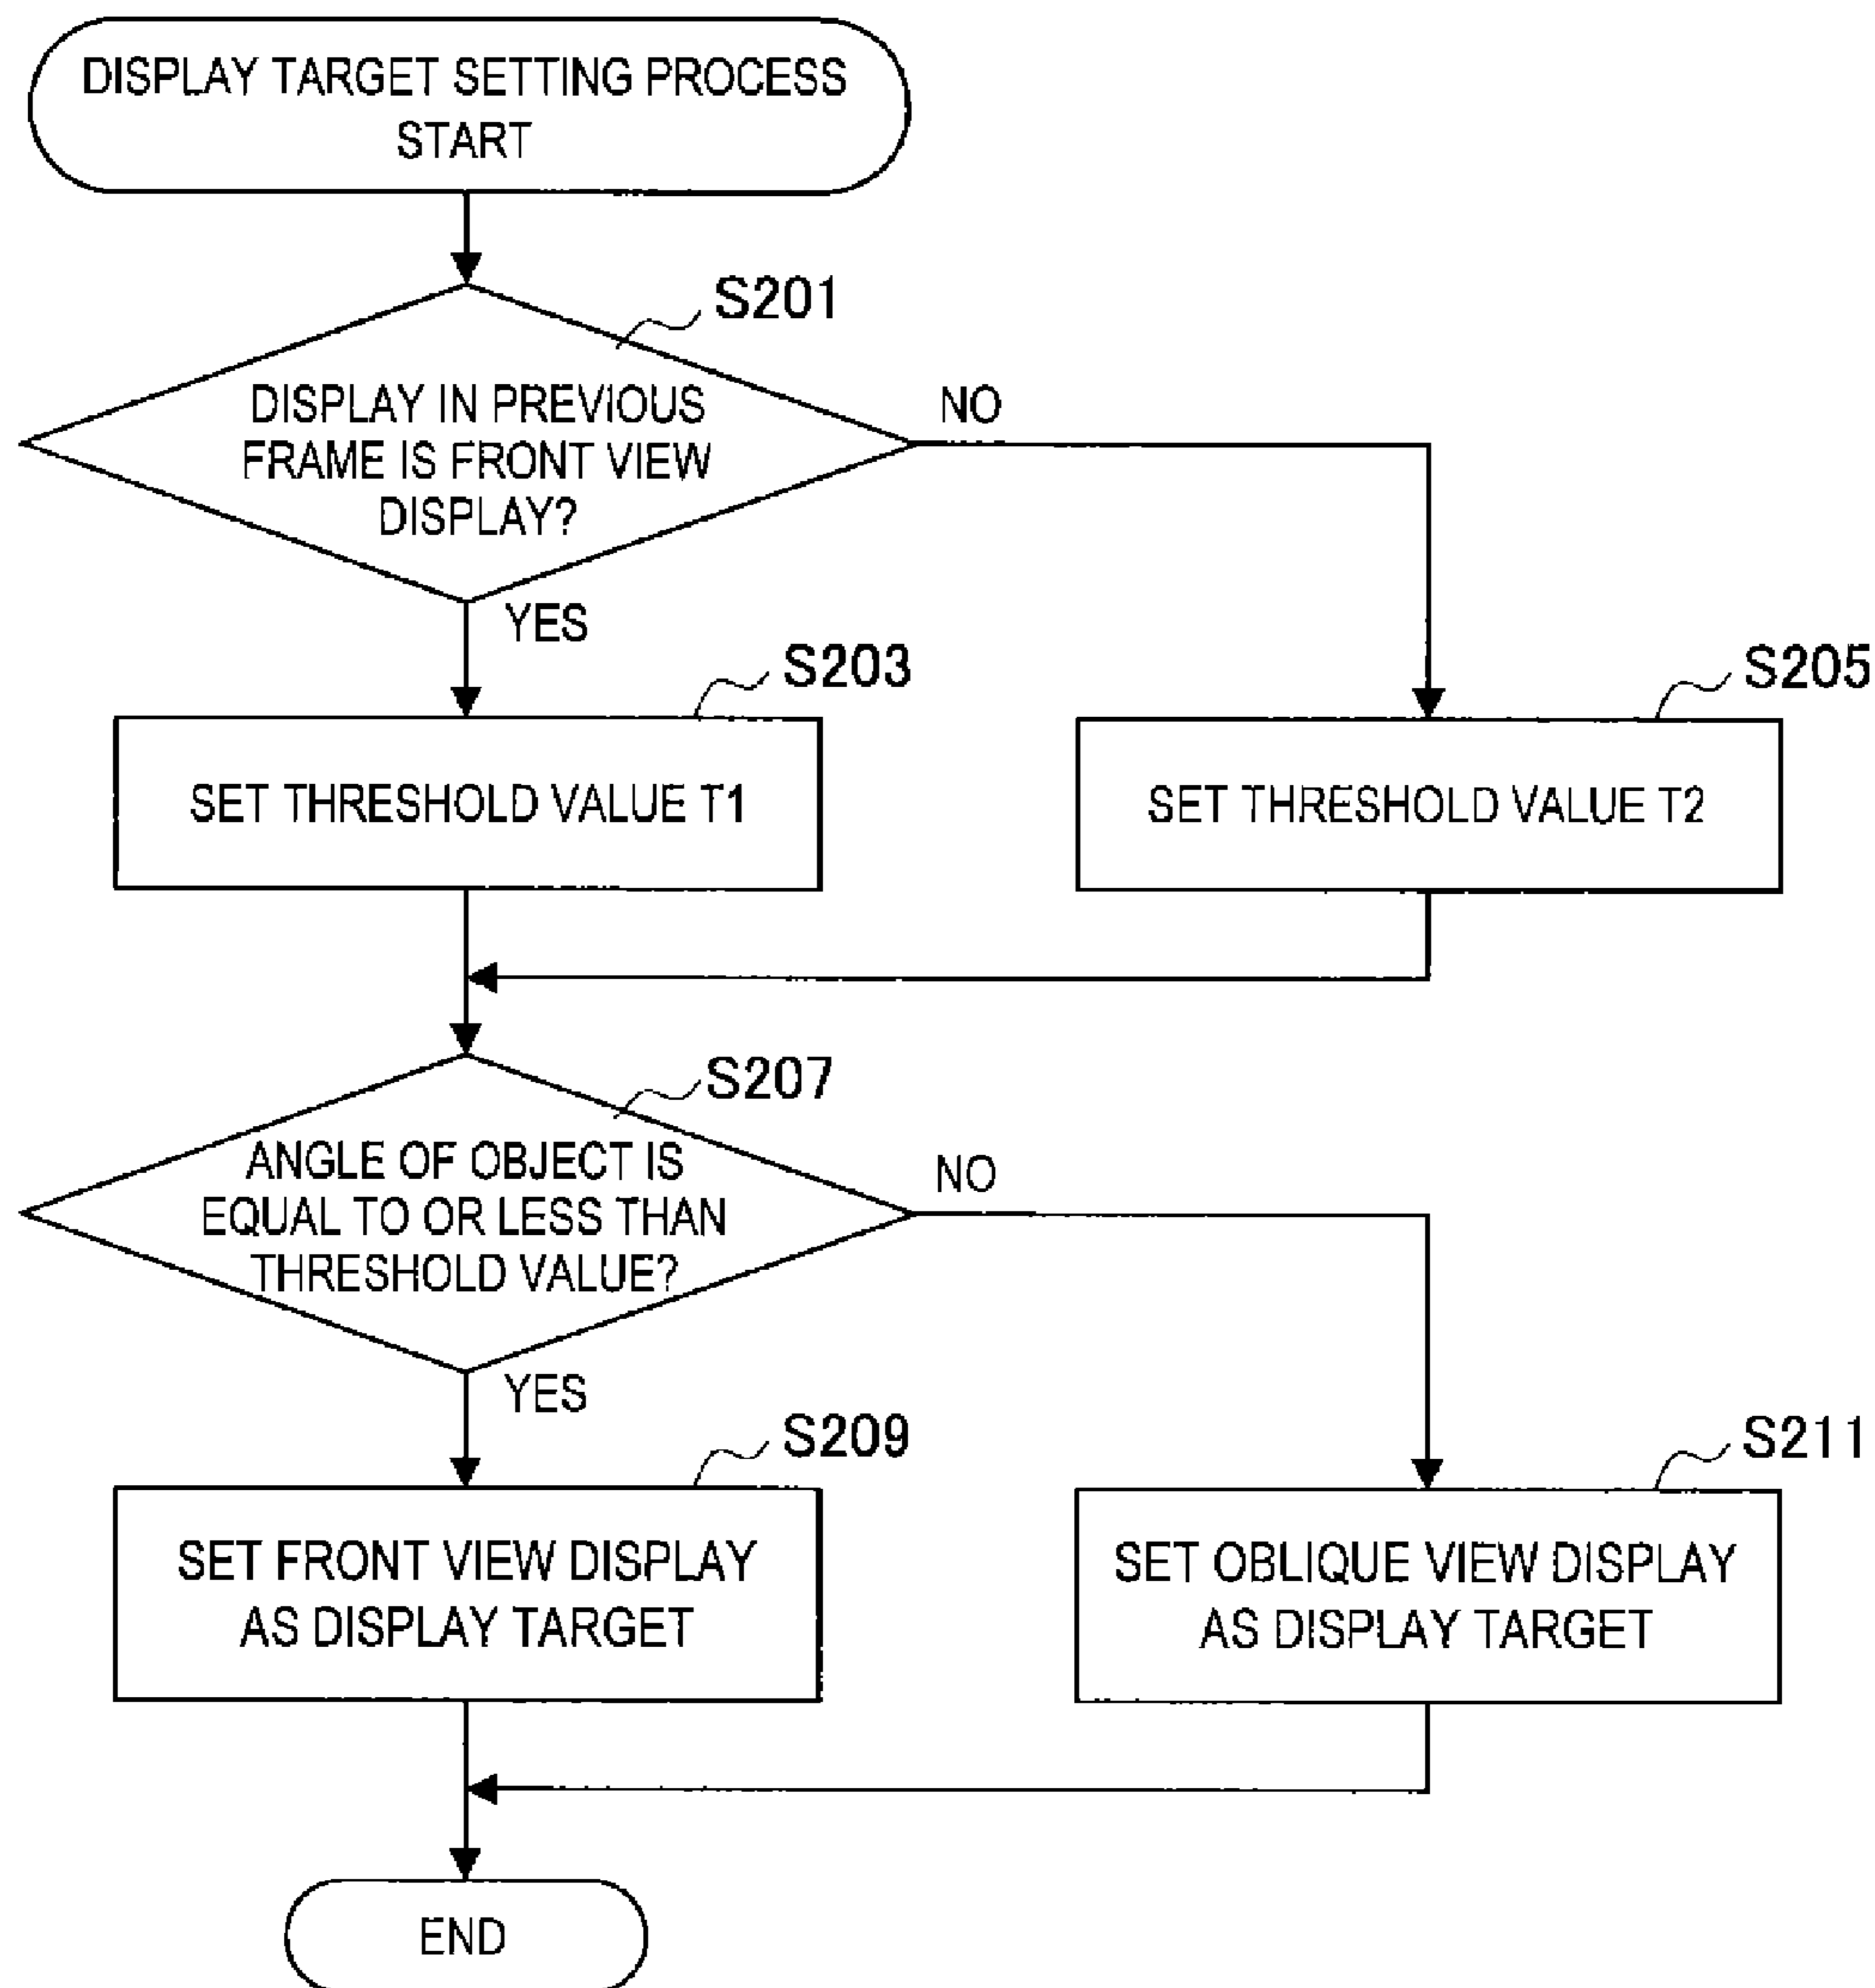 DISPLAY TARGET SETTING PROCESS
START
S201
DISPLAY IN PREVIOUS
FRAME IS FRONT VIEW
DISPLAY?
NO
YES
S203
SET THRESHOLD VALUE T1
S205
SET THRESHOLD VALUE T2
S207
ANGLE OF OBJECT IS
EQUAL TO OR LESS THAN
THRESHOLD VALUE?
NO
YES
S209
SET FRONT VIEW DISPLAY
AS DISPLAY TARGET
S211
SET OBLIQUE VIEW DISPLAY
AS DISPLAY TARGET
END